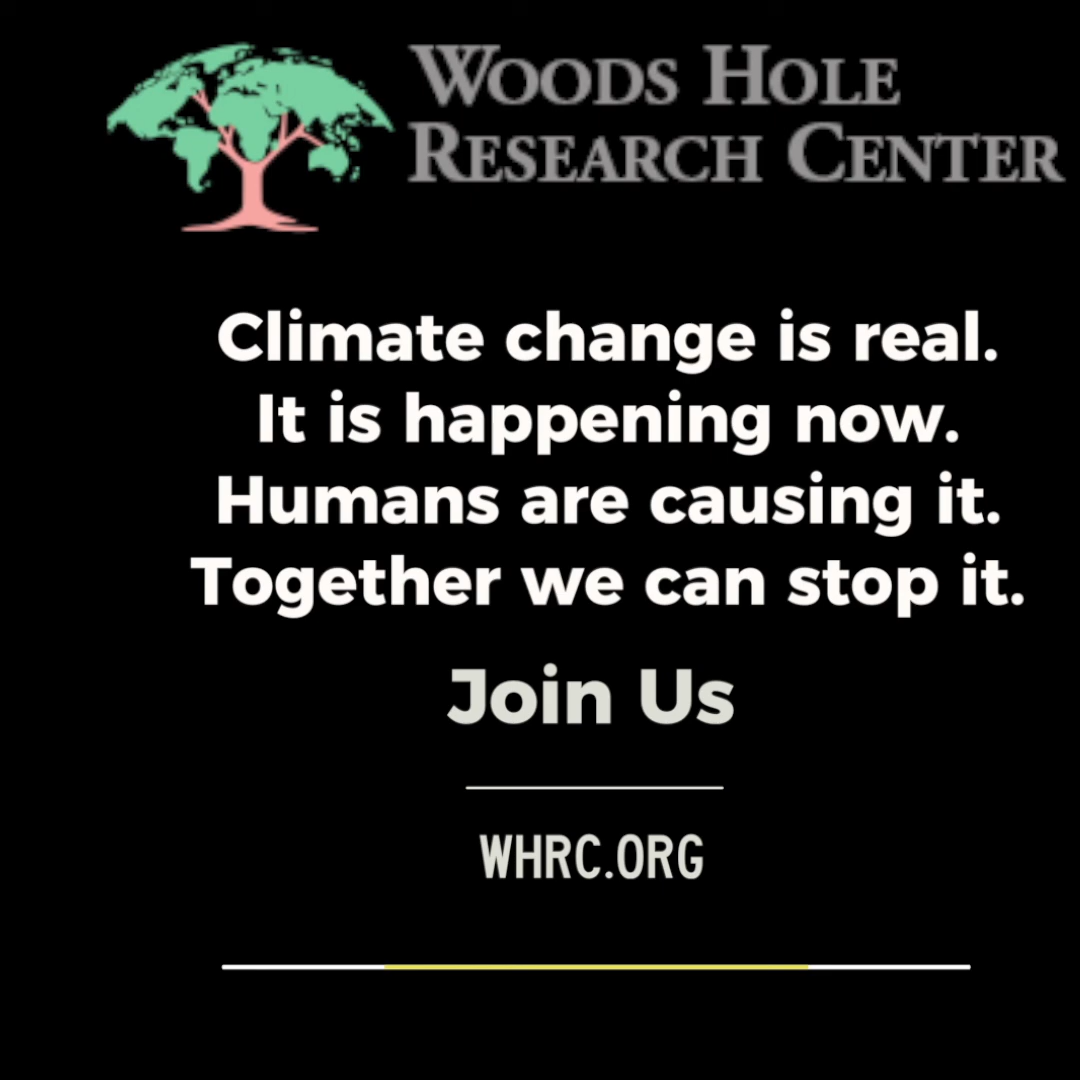 Woods Hole
Research Center
Climate change is real.
It is happening now.
Humans are causing it.
Together we can stop it.
Join Us
WHRC.ORG